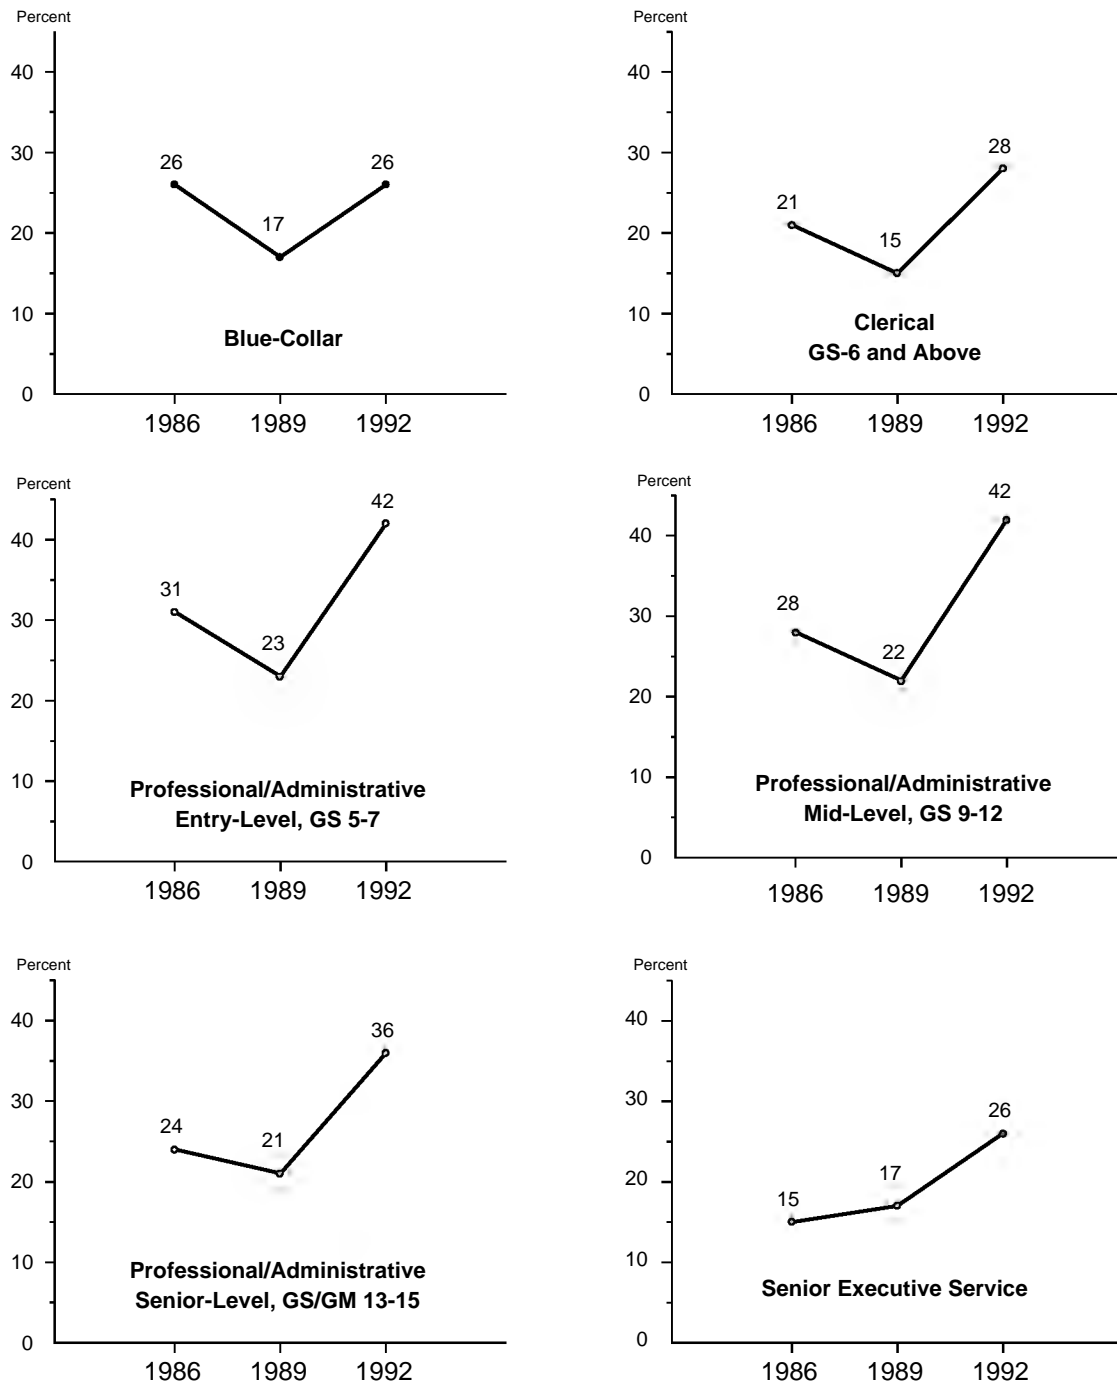 Percent
40
30
20
10
0
26
17
26
Blue-Collar
1986 1989 1992
Percent
40
30
20
10
0
21
15
28
Clerical
GS-6 and Above
1986 1989 1992
Percent
40
30
20
10
0
31
23
42
Professional/Administrative
Entry-Level, GS 5-7
1986 1989 1992
Percent
40
30
20
10
0
28
22
42
Professional/Administrative
Mid-Level, GS 9-12
1986 1989 1992
Percent
40
30
20
10
0
24
21
36
Professional/Administrative
Senior-Level, GS/GM 13-15
1986 1989 1992
Percent
40
30
20
10
0
15
17
26
Senior Executive Service
1986 1989 1992